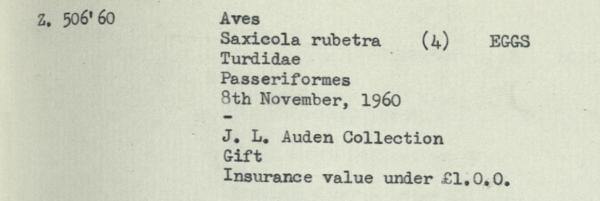 Z. 506'60 Aves
Saxicola rubetra (4) EGGS
Turdidae
Passeriformes
8th November, 1960
-
J. L. Auden Collection
Gift
Insurance value under £1.0.0.